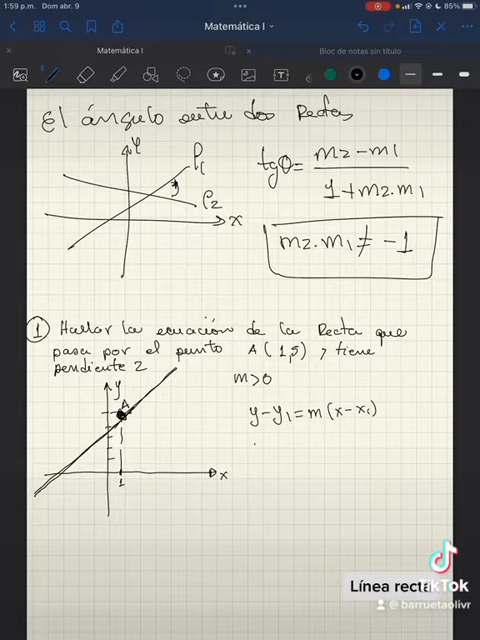 1:59 p.m. Dom abr. 9
85%
Matemática I
Matemática I
Bloc de notas sin título
El ángulo entre dos Rectas
y
P1
P2
x
tgθ = m2 - m1 / 1 + m2.m1
m2.m1 ≠ -1
1 Hallar la ecuación de la Recta que
pasa por el punto A(1,5) y tiene
pendiente 2
y
A
1
x
m>0
y-y1 = m(x-x1)
Línea recta
TikTok
@barruetaolivr